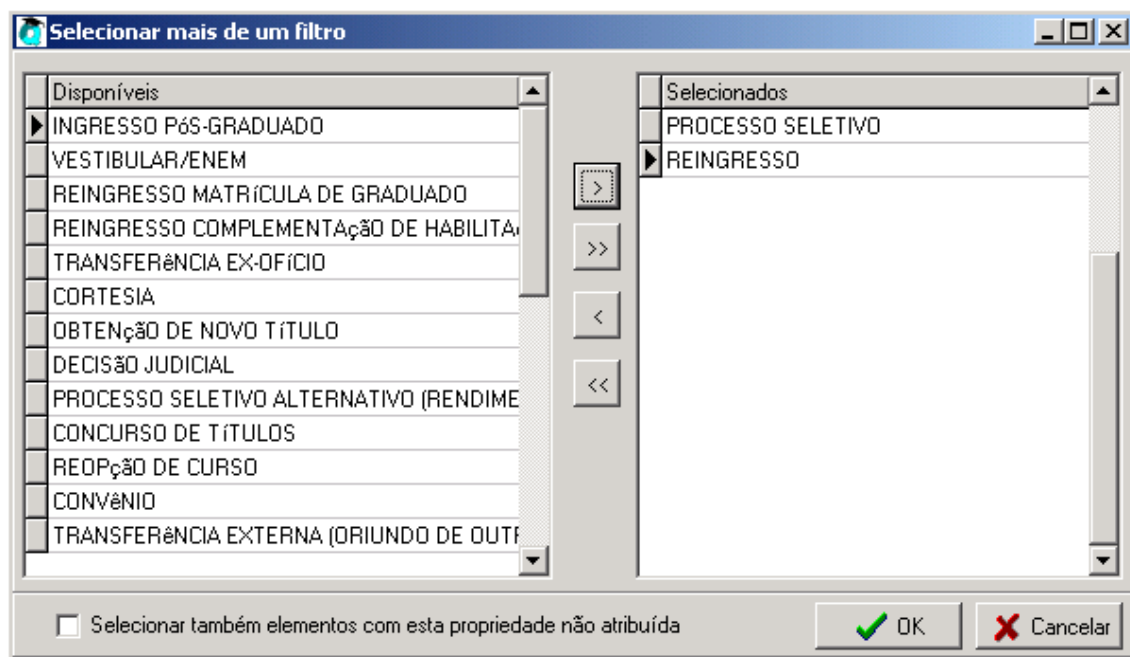 Selecionar mais de um filtro
Disponíveis
INGRESSO PóS-GRADUADO
VESTIBULAR/ENEM
REINGRESSO MATRíCULA DE GRADUADO
REINGRESSO COMPLEMENTAçãO DE HABILITA
TRANSFERêNCIA EX-OFíCIO
CORTESIA
OBTENçãO DE NOVO TíTULO
DECISãO JUDICIAL
PROCESSO SELETIVO ALTERNATIVO (RENDIME
CONCURSO DE TíTULOS
REOPçãO DE CURSO
CONVêNIO
TRANSFERêNCIA EXTERNA (ORIUNDO DE OUT
>
>>
<
<<
Selecionados
PROCESSO SELETIVO
REINGRESSO
Selecionar também elementos com esta propriedade não atribuída
OK
Cancelar